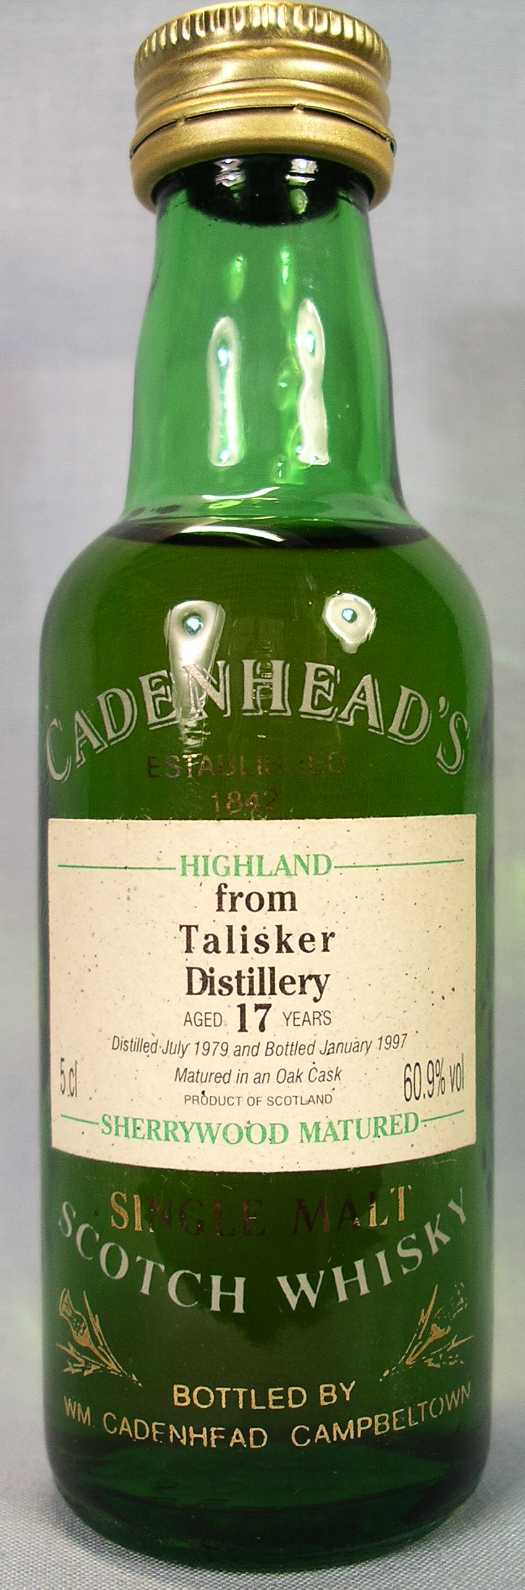 CADENHEAD'S
ESTABLISHED
1842
HIGHLAND
from
Talisker
Distillery
AGED 17 YEARS
Distilled July 1979 and Bottled January 1997
5 cl Matured in an Oak Cask 60.9% vol
PRODUCT OF SCOTLAND
SHERRYWOOD MATURED
SINGLE MALT
SCOTCH WHISKY
BOTTLED BY
WM. CADENHEAD CAMPBELTOWN